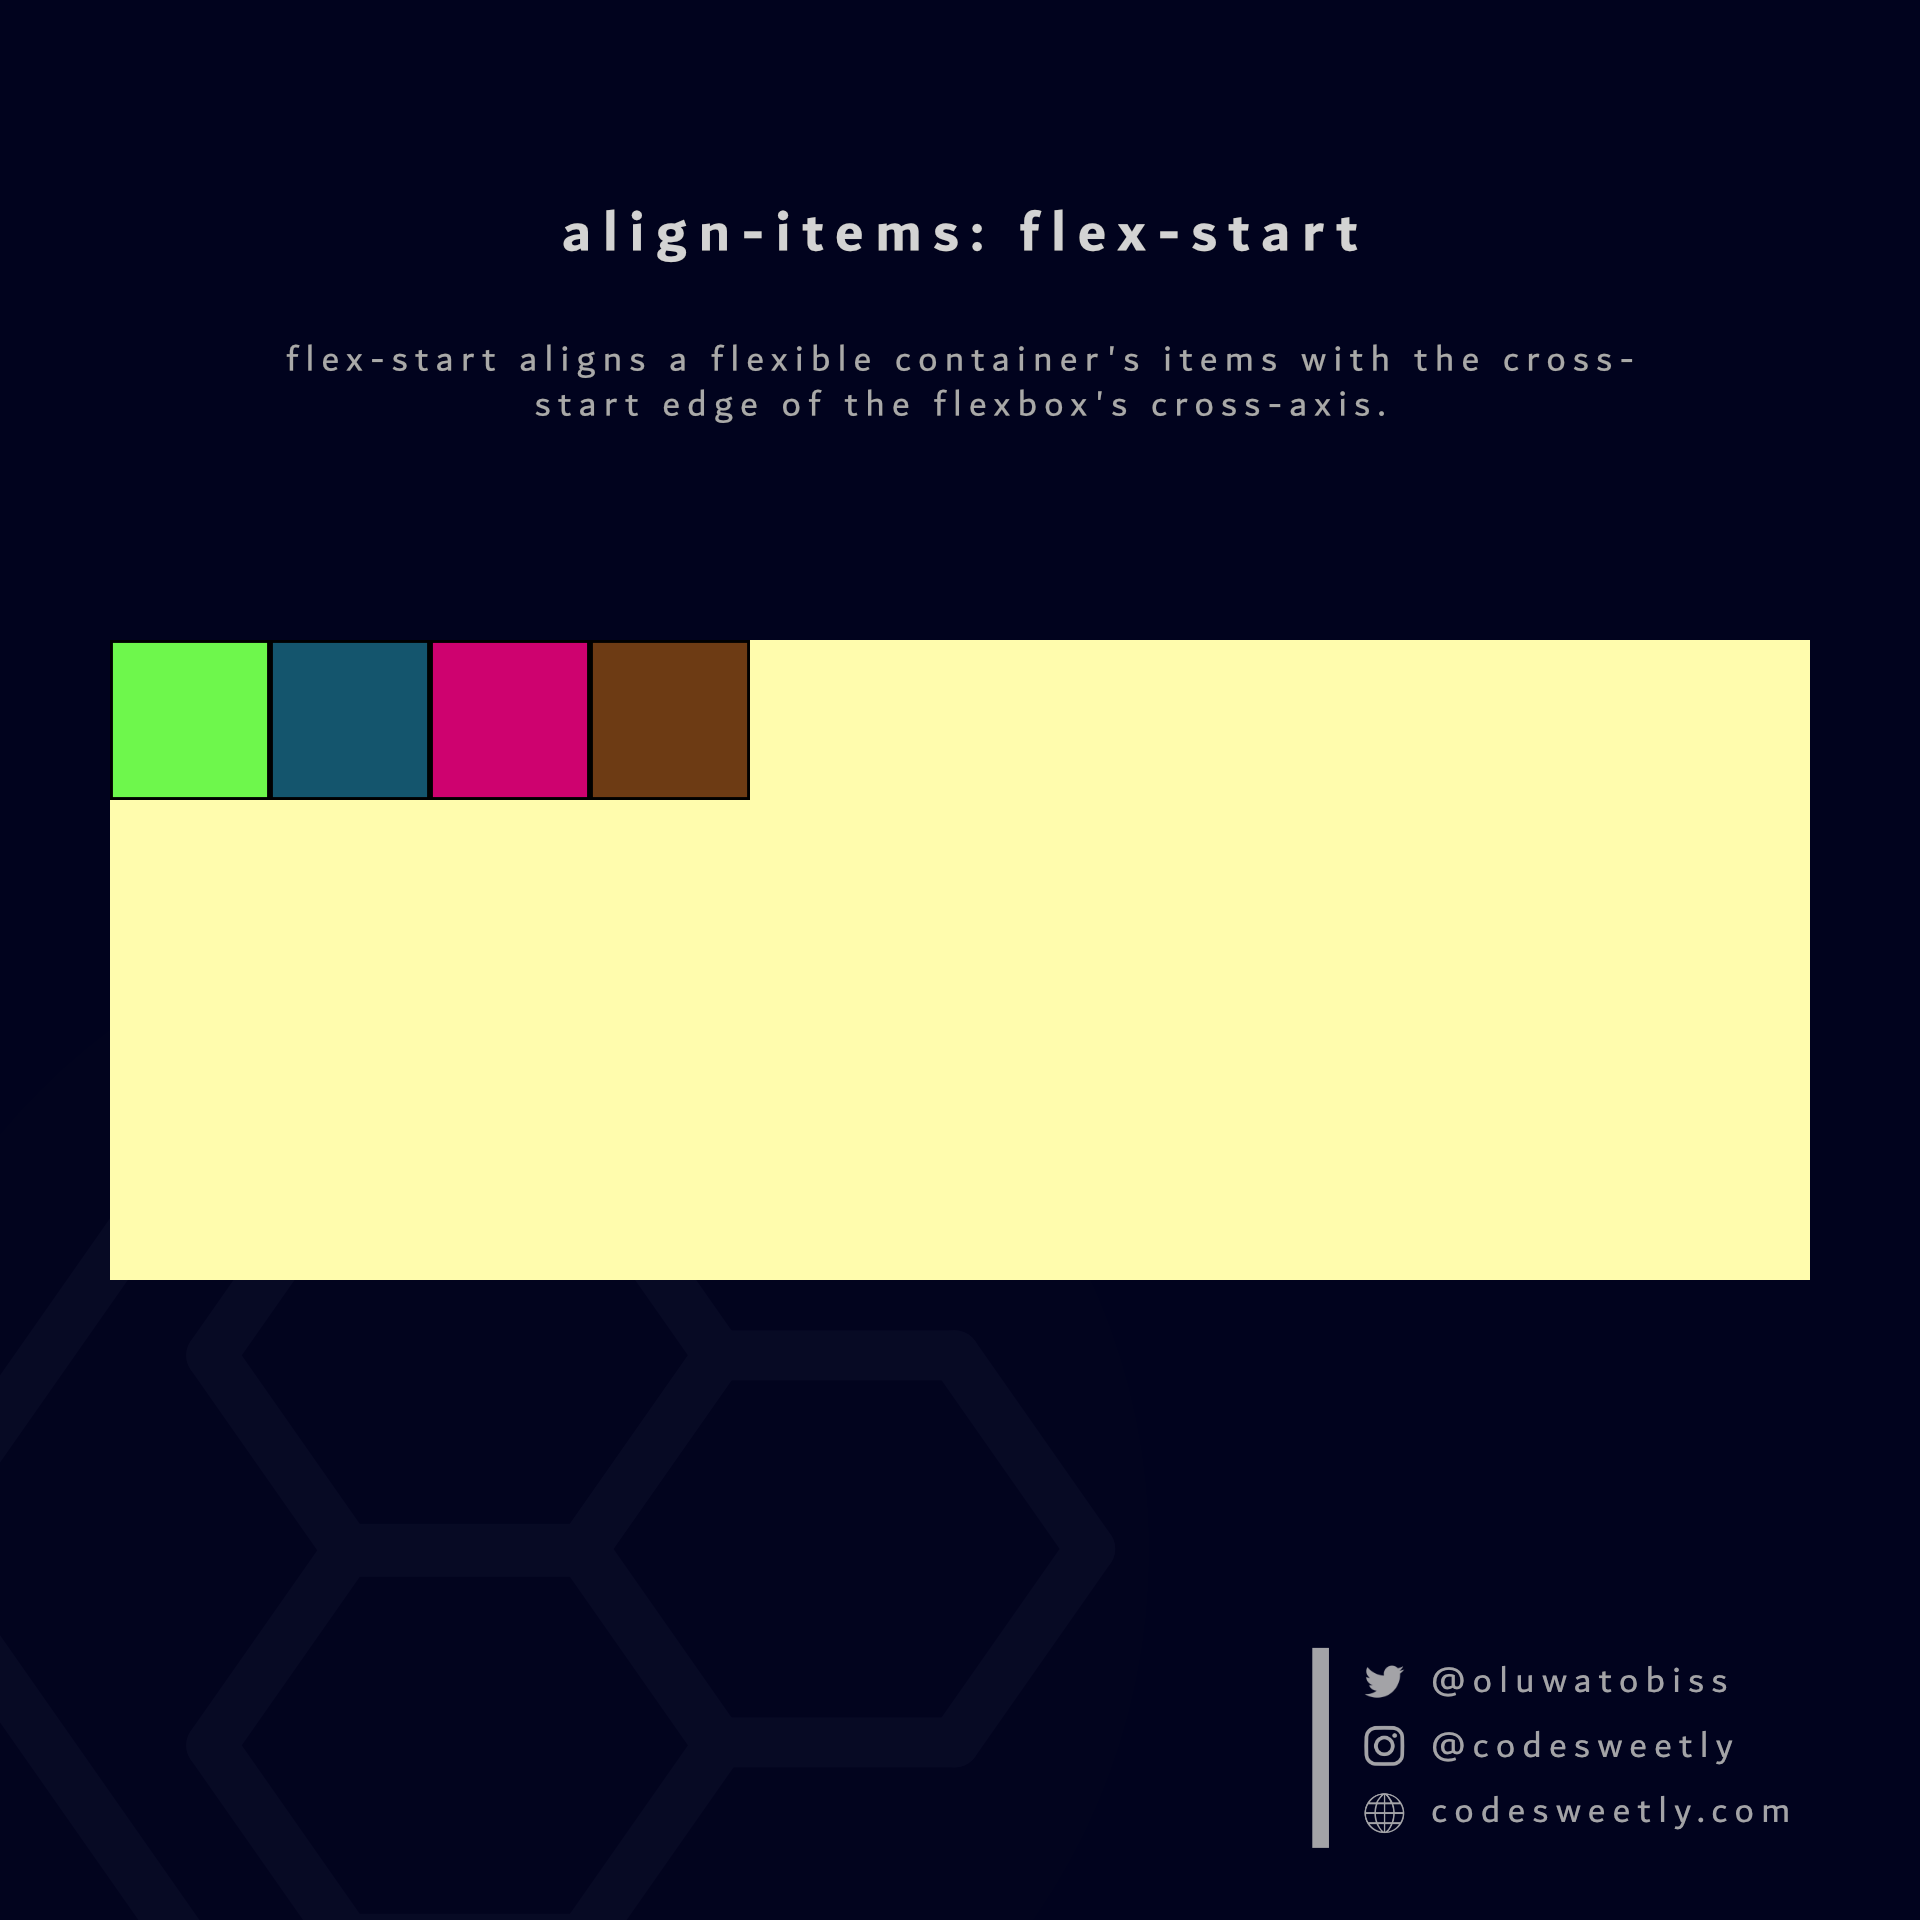 align-items: flex-start
flex-start aligns a flexible container's items with the cross-
start edge of the flexbox's cross-axis.
@oluwatobiss
@codesweetly
codesweetly.com